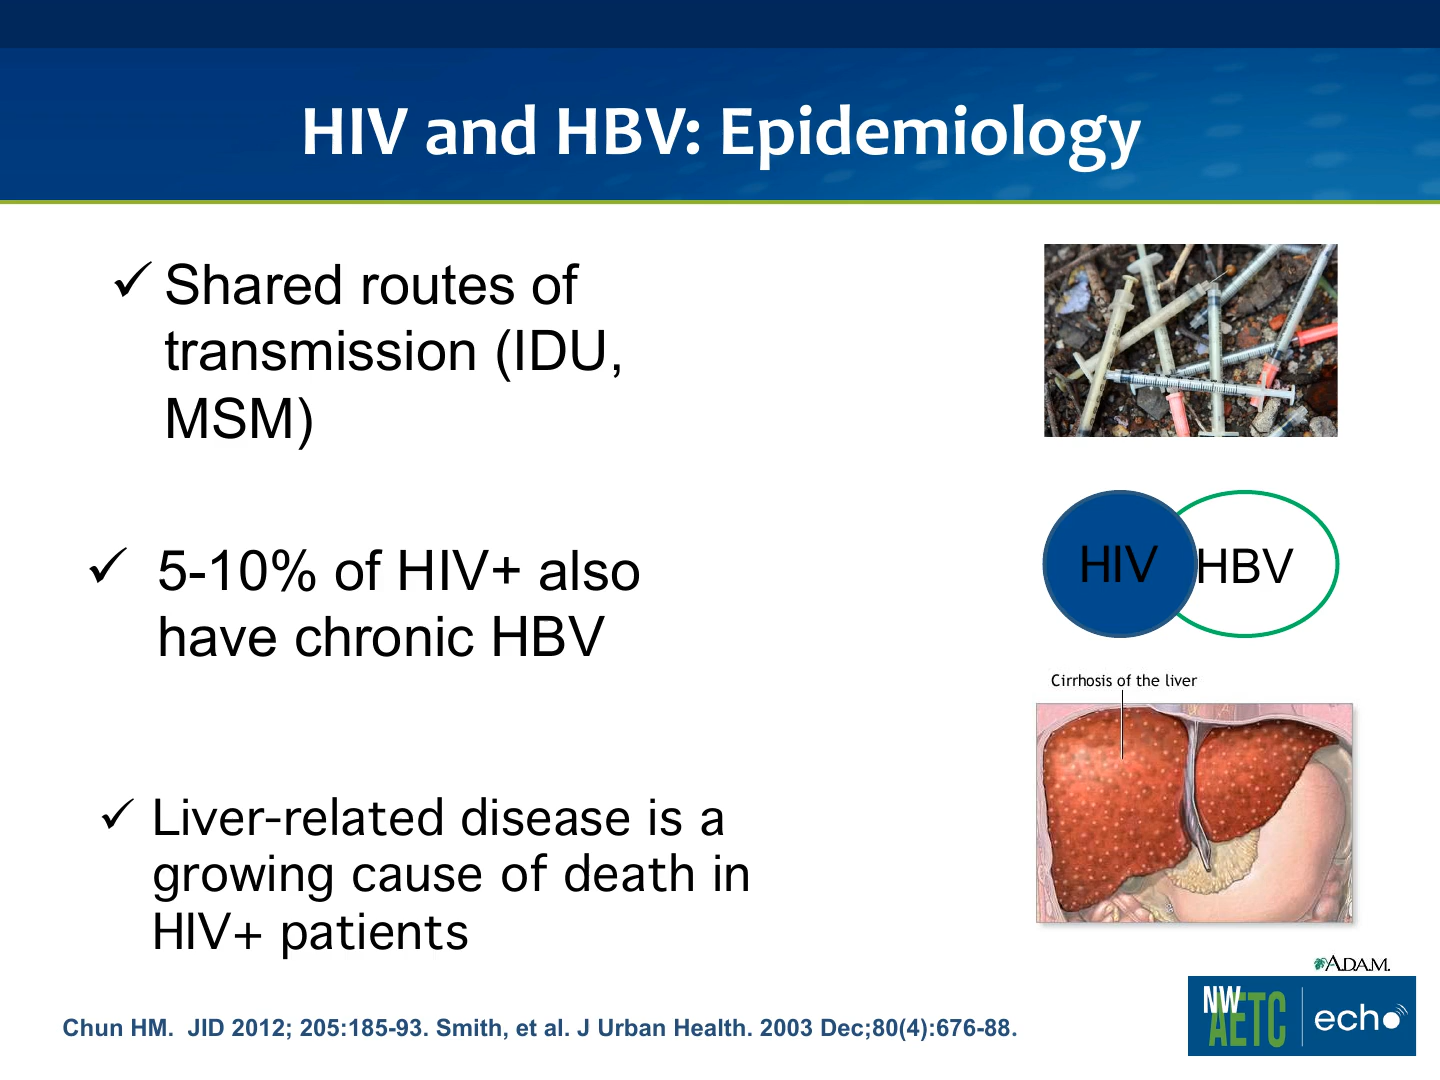 HIV and HBV: Epidemiology
✓ Shared routes of
transmission (IDU,
MSM)
✓ 5-10% of HIV+ also
have chronic HBV
✓ Liver-related disease is a
growing cause of death in
HIV+ patients
HIV HBV
Cirrhosis of the liver
A.D.A.M.
Chun HM.  JID 2012; 205:185-93. Smith, et al. J Urban Health. 2003 Dec;80(4):676-88.
NW
AETC
echo